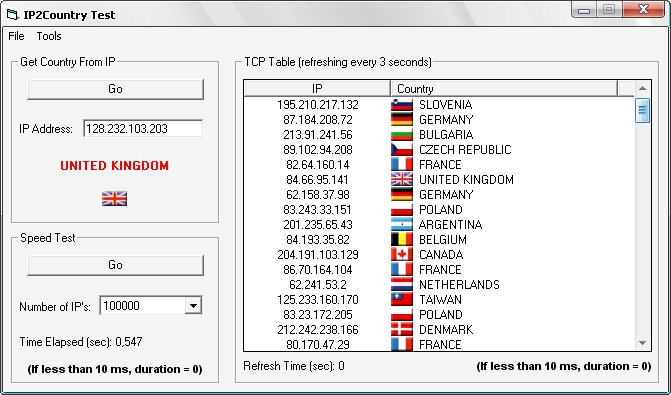 IP2Country Test
File Tools
Get Country From IP
Go
IP Address: 128.232.103.203
UNITED KINGDOM
Speed Test
Go
Number of IP's: 100000
Time Elapsed (sec): 0,547
(If less than 10 ms, duration = 0)
TCP Table (refreshing every 3 seconds)
IP Country
195.210.217.132 SLOVENIA
87.184.208.72 GERMANY
213.91.241.56 BULGARIA
89.102.94.208 CZECH REPUBLIC
82.64.160.14 FRANCE
84.66.95.141 UNITED KINGDOM
62.158.37.98 GERMANY
83.243.33.151 POLAND
201.235.65.43 ARGENTINA
84.193.35.82 BELGIUM
204.191.103.129 CANADA
86.70.164.104 FRANCE
62.241.53.2 NETHERLANDS
125.233.160.170 TAIWAN
83.23.172.205 POLAND
212.242.238.166 DENMARK
80.170.47.29 FRANCE
Refresh Time (sec): 0
(If less than 10 ms, duration = 0)